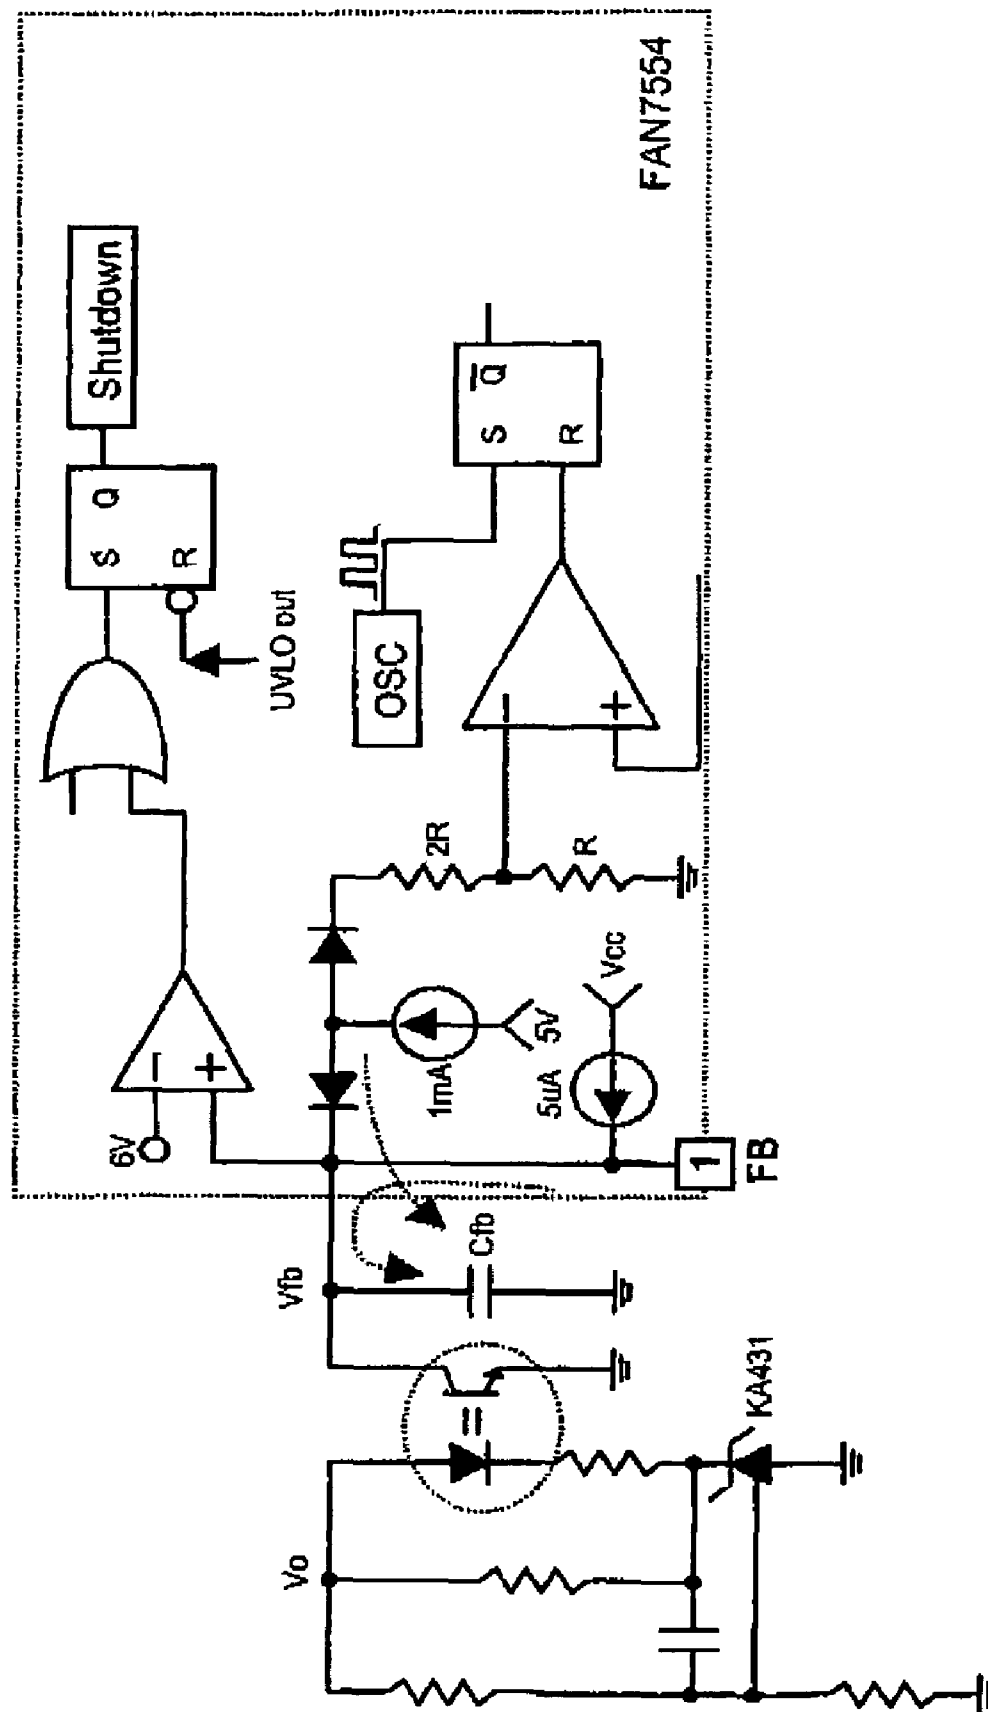 Vo
KA431
Vfb
Cfb
6V
−
+
1mA
5V
5uA
Vcc
1
FB
2R
R
−
+
OSC
UVLO out
S
Q
R
Shutdown
S
Q̅
R
FAN7554